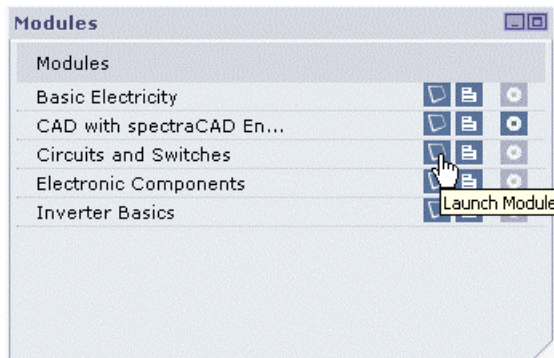 Modules
Modules
Basic Electricity
CAD with spectraCAD En...
Circuits and Switches
Electronic Components
Inverter Basics
Launch Module